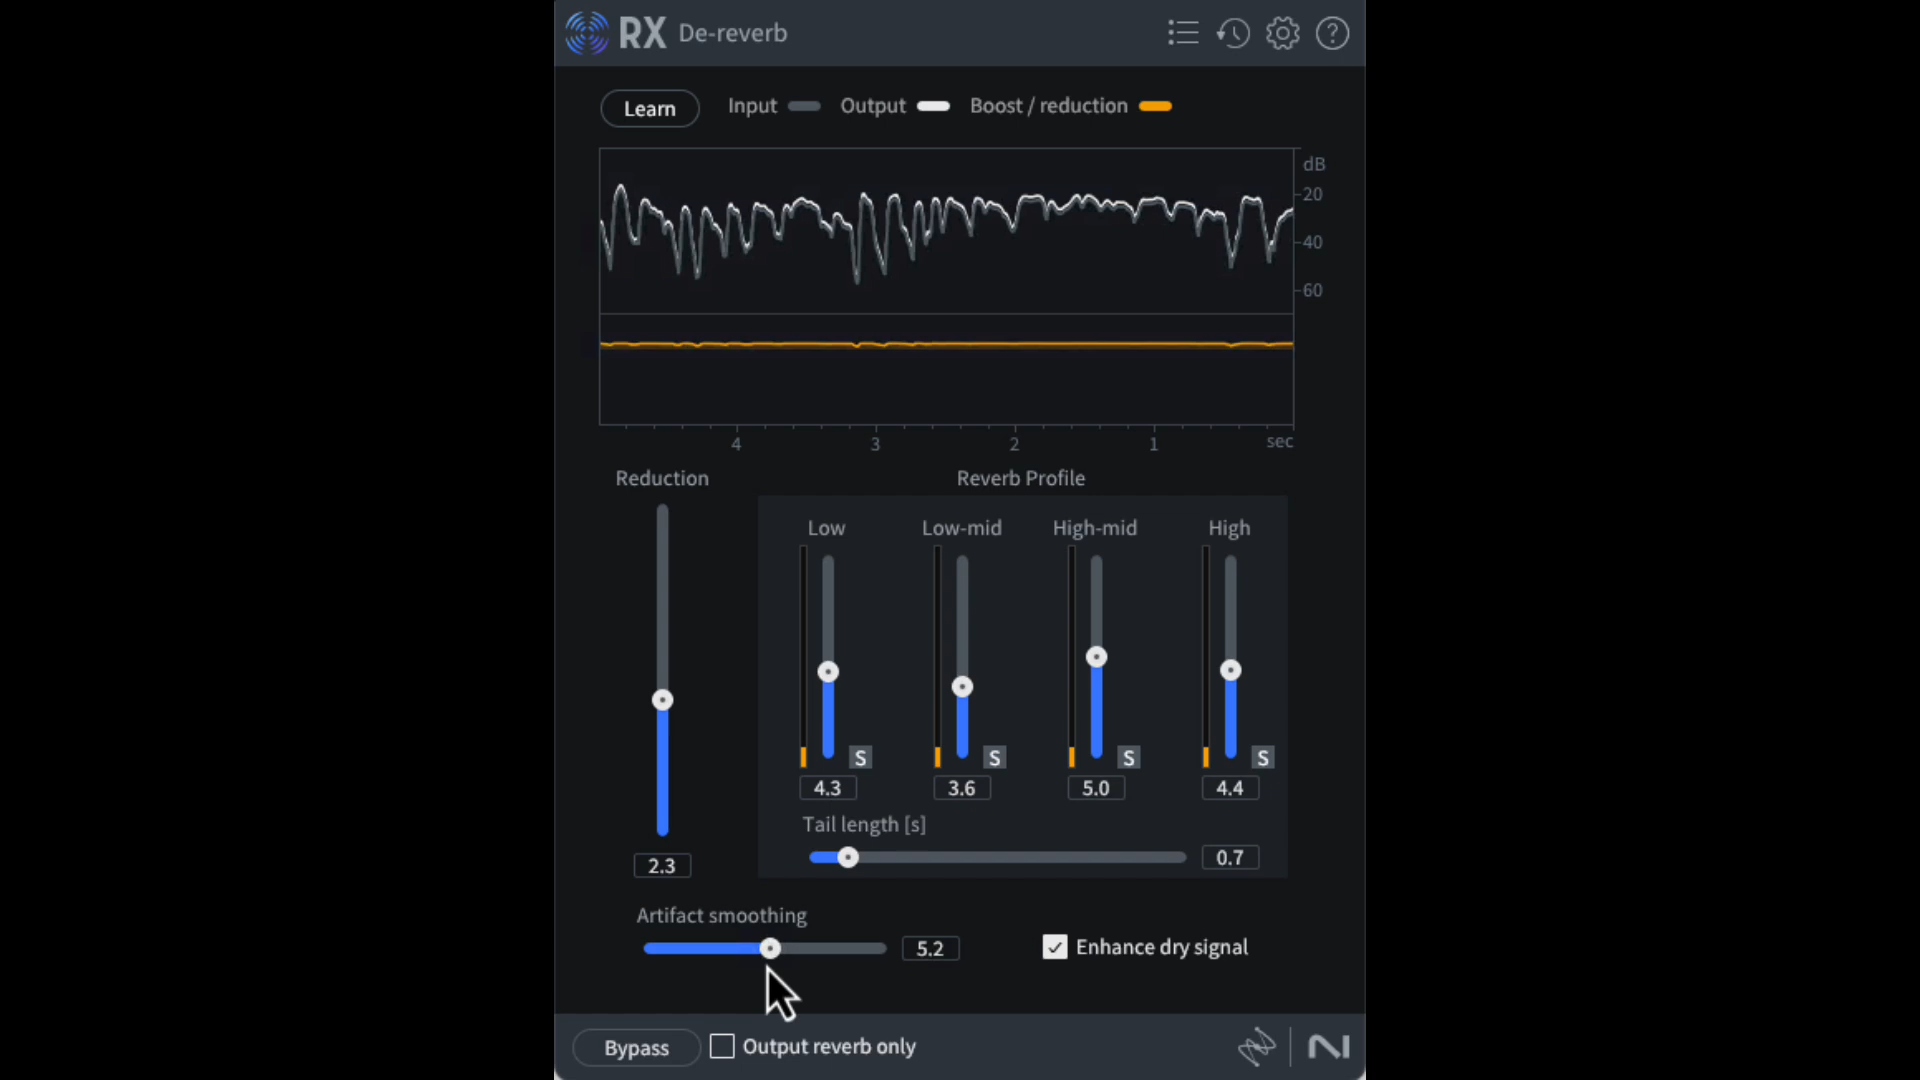 RX De-reverb
Learn Input Output Boost / reduction
dB
20
40
60
4 3 2 1 sec
Reduction Reverb Profile
Low Low-mid High-mid High
S S S S
4.3 3.6 5.0 4.4
Tail length [s]
0.7
2.3
Artifact smoothing
5.2 Enhance dry signal
Bypass Output reverb only